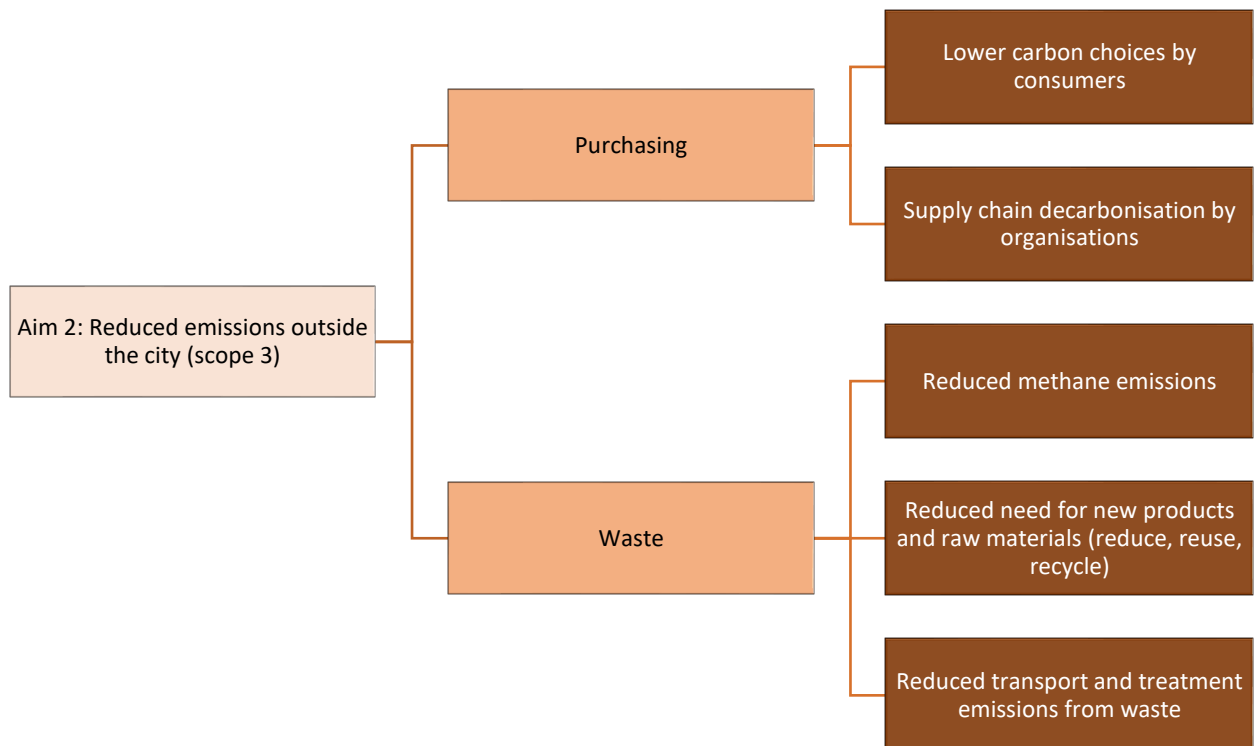 Aim 2: Reduced emissions outside
the city (scope 3)
Purchasing
Lower carbon choices by
consumers
Supply chain decarbonisation by
organisations
Waste
Reduced methane emissions
Reduced need for new products
and raw materials (reduce, reuse,
recycle)
Reduced transport and treatment
emissions from waste